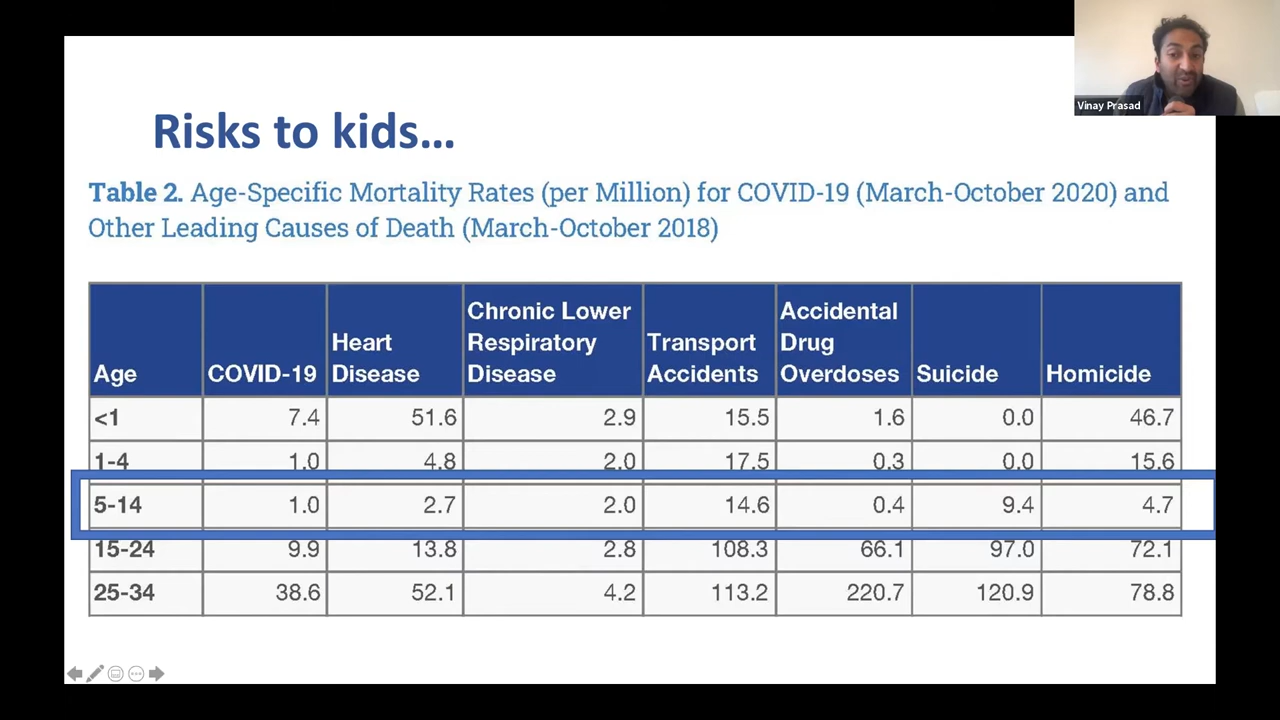 Vinay Prasad
Risks to kids...
Table 2. Age-Specific Mortality Rates (per Million) for COVID-19 (March-October 2020) and
Other Leading Causes of Death (March-October 2018)
Age COVID-19 Heart Disease Chronic Lower Respiratory Disease Transport Accidents Accidental Drug Overdoses Suicide Homicide
<1 7.4 51.6 2.9 15.5 1.6 0.0 46.7
1-4 1.0 4.8 2.0 17.5 0.3 0.0 15.6
5-14 1.0 2.7 2.0 14.6 0.4 9.4 4.7
15-24 9.9 13.8 2.8 108.3 66.1 97.0 72.1
25-34 38.6 52.1 4.2 113.2 220.7 120.9 78.8